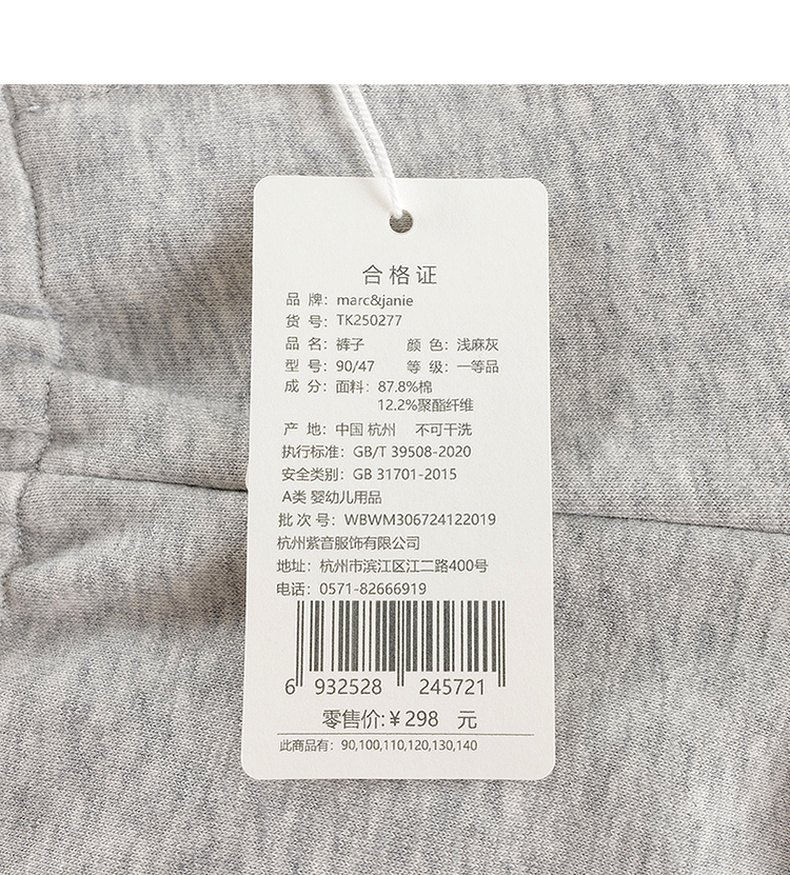 合格证
品 牌：marc&janie
货 号：TK250277
品 名：裤子 颜 色：浅麻灰
型 号：90/47 等 级：一等品
成 分：面料：87.8%棉
12.2%聚酯纤维
产 地：中国 杭州 不可干洗
执行标准：GB/T 39508-2020
安全类别：GB 31701-2015
A类 婴幼儿用品
批 次 号：WBWM306724122019
杭州紫音服饰有限公司
地址：杭州市滨江区江二路400号
电话：0571-82666919
6 932528 245721
零售价:¥298 元
此商品有：90,100,110,120,130,140